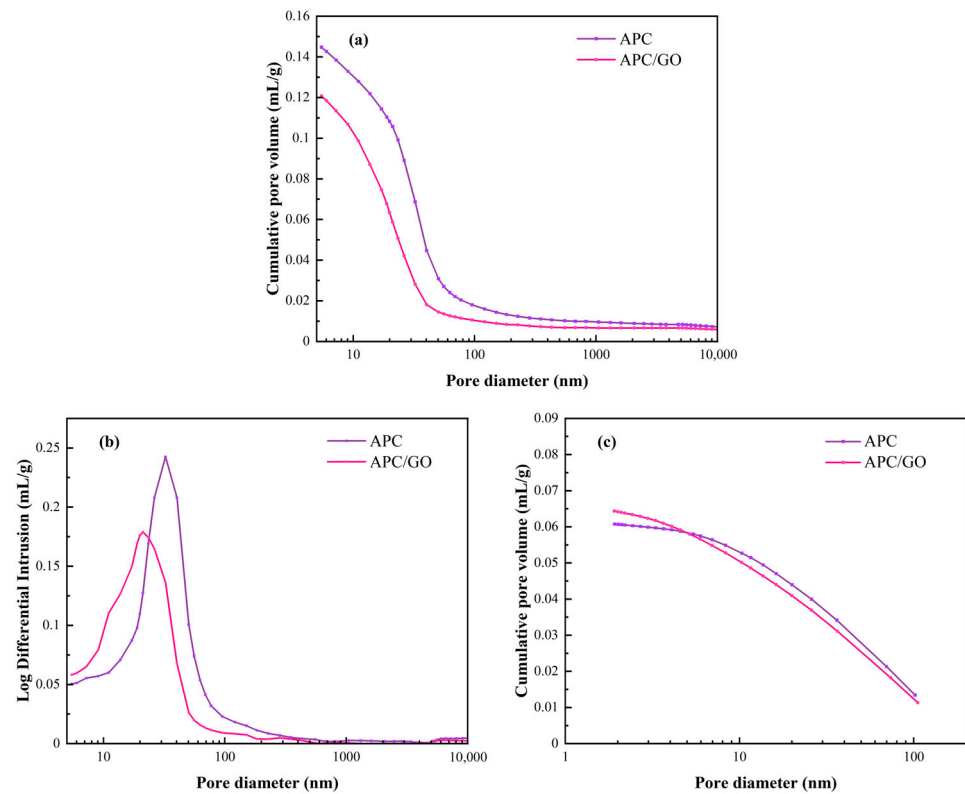 (a)
APC
APC/GO
0.16
0.14
0.12
0.1
0.08
0.06
0.04
0.02
0
Cumulative pore volume (mL/g)
10
100
1000
10,000
Pore diameter (nm)
(b)
APC
APC/GO
0.25
0.2
0.15
0.1
0.05
0
Log Differential Intrusion (mL/g)
10
100
1000
10,000
Pore diameter (nm)
(c)
APC
APC/GO
0.09
0.08
0.07
0.06
0.05
0.04
0.03
0.02
0.01
0.00
Cumulative pore volume (mL/g)
1
10
100
Pore diameter (nm)